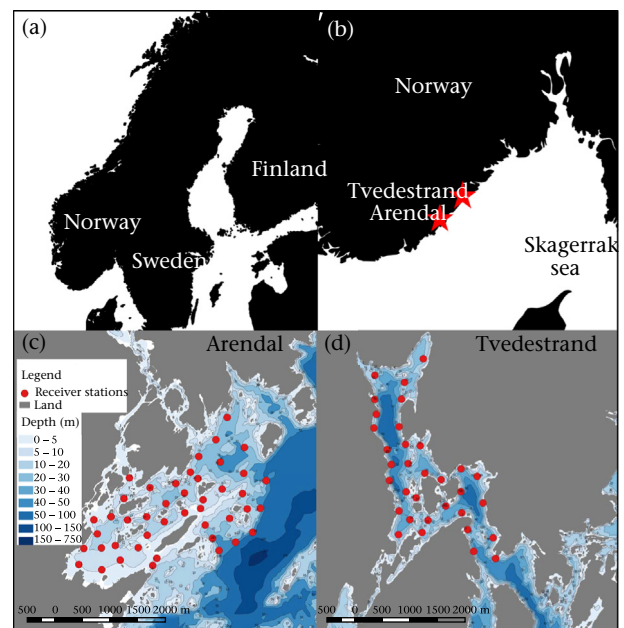 (a)
Norway
Sweden
Finland
(b)
Norway
Tvedestrand
Arendal
Skagerrak
sea
(c)
Arendal
Legend
Receiver stations
Land
Depth (m)
0 – 5
5 – 10
10 – 20
20 – 30
30 – 40
40 – 50
50 – 100
100 – 150
150 – 750
500 0 500 1000 1500 2000 m
(d)
Tvedestrand
500 0 500 1000 1500 2000 m